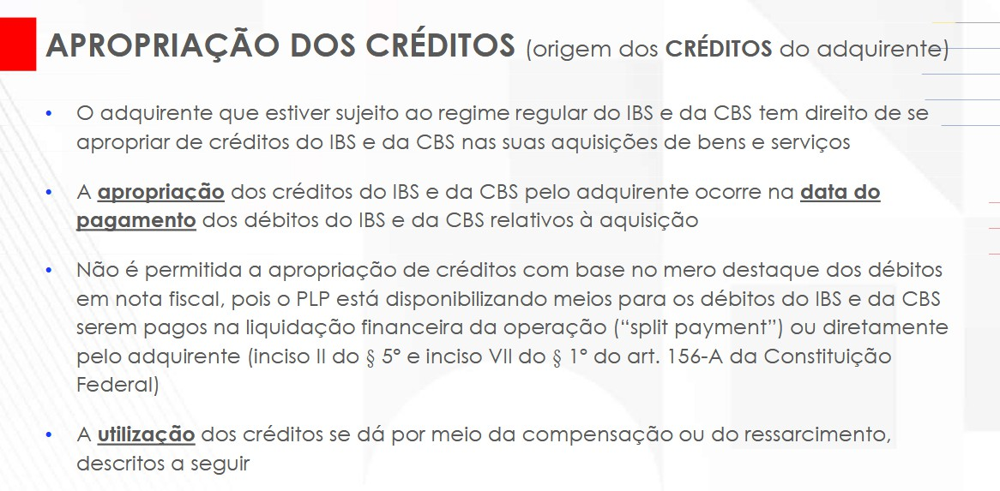 APROPRIAÇÃO DOS CRÉDITOS (origem dos CRÉDITOS do adquirente)
• O adquirente que estiver sujeito ao regime regular do IBS e da CBS tem direito de se
apropriar de créditos do IBS e da CBS nas suas aquisições de bens e serviços
• A apropriação dos créditos do IBS e da CBS pelo adquirente ocorre na data do
pagamento dos débitos do IBS e da CBS relativos à aquisição
• Não é permitida a apropriação de créditos com base no mero destaque dos débitos
em nota fiscal, pois o PLP está disponibilizando meios para os débitos do IBS e da CBS
serem pagos na liquidação financeira da operação (“split payment”) ou diretamente
pelo adquirente (inciso II do § 5º e inciso VII do § 1º do art. 156-A da Constituição
Federal)
• A utilização dos créditos se dá por meio da compensação ou do ressarcimento,
descritos a seguir